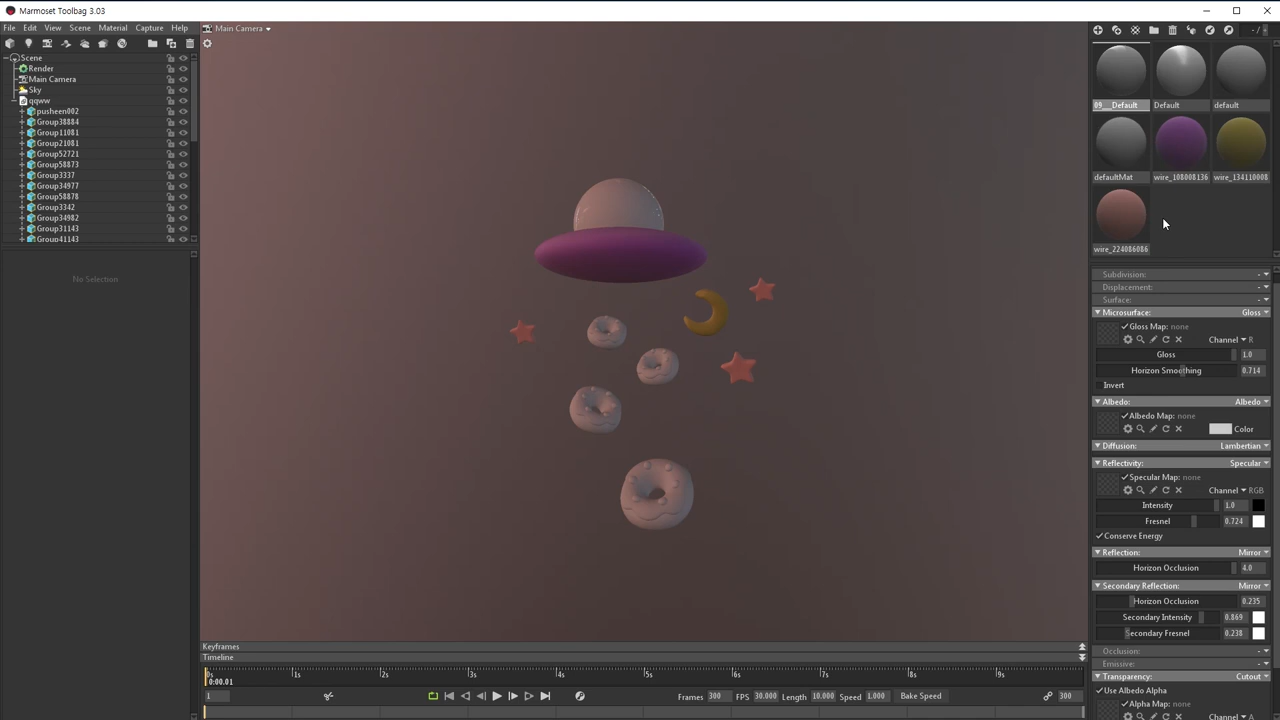 Marmoset Toolbag 3.03
File Edit View Scene Material Capture Help
Main Camera
Scene
Render
Main Camera
Sky
qqww
pusheen002
Group38884
Group11081
Group21081
Group52721
Group58873
Group3337
Group34977
Group58878
Group3342
Group34982
Group31143
Group41143
No Selection
09__Default Default default
defaultMat wire_108008136 wire_134110008
wire_224086086
Subdivision: -
Displacement: -
Surface: -
Microsurface: Gloss
Gloss Map: none
Channel R
Gloss 1.0
Horizon Smoothing 0.714
Invert
Albedo: Albedo
Albedo Map: none
Color
Diffusion: Lambertian
Reflectivity: Specular
Specular Map: none
Channel RGB
Intensity 1.0
Fresnel 0.724
Conserve Energy
Reflection: Mirror
Horizon Occlusion 4.0
Secondary Reflection: Mirror
Horizon Occlusion 0.235
Secondary Intensity 0.869
Secondary Fresnel 0.238
Occlusion: -
Emissive: -
Transparency: Cutout
Use Albedo Alpha
Alpha Map: none
Channel A
Keyframes
Timeline
0s 1s 2s 3s 4s 5s 6s 7s 8s 9s
0:00.01
1 Frames 300 FPS 30.000 Length 10.000 Speed 1.000 Bake Speed 300